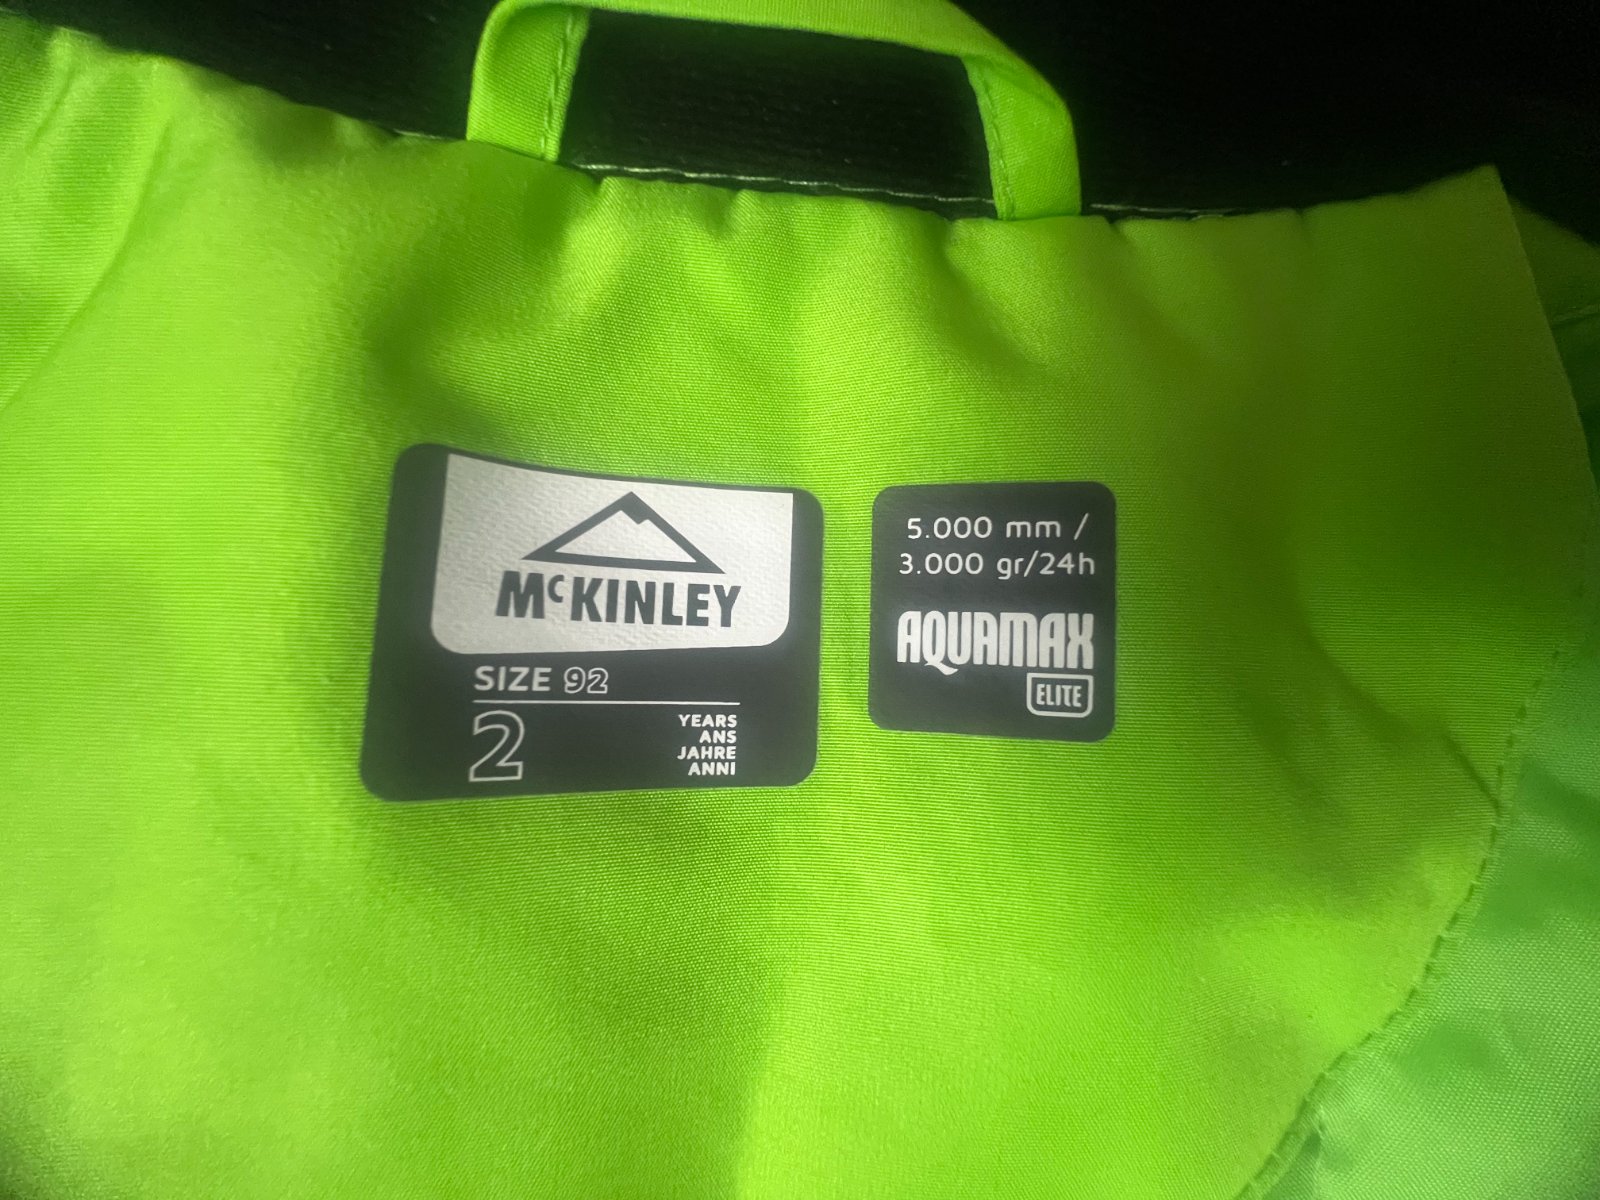 McKINLEY
SIZE 92
2
YEARS
ANS
JAHRE
ANNI
5.000 mm /
3.000 gr/24h
AQUAMAX
ELITE